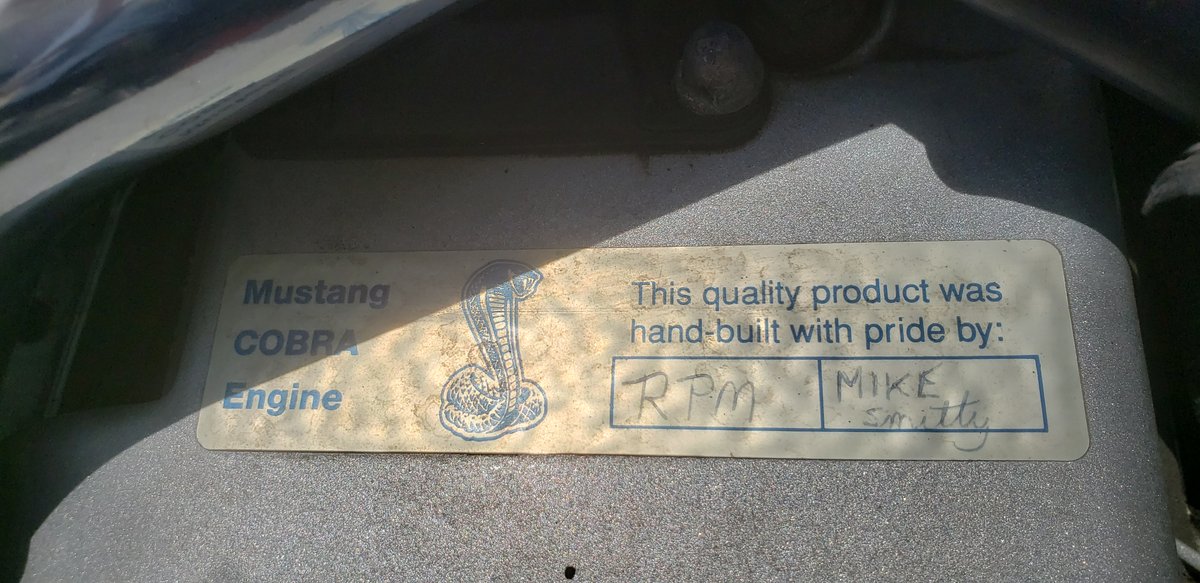 Mustang
COBRA
Engine
This quality product was
hand-built with pride by:
RPM
MIKE
Smitty